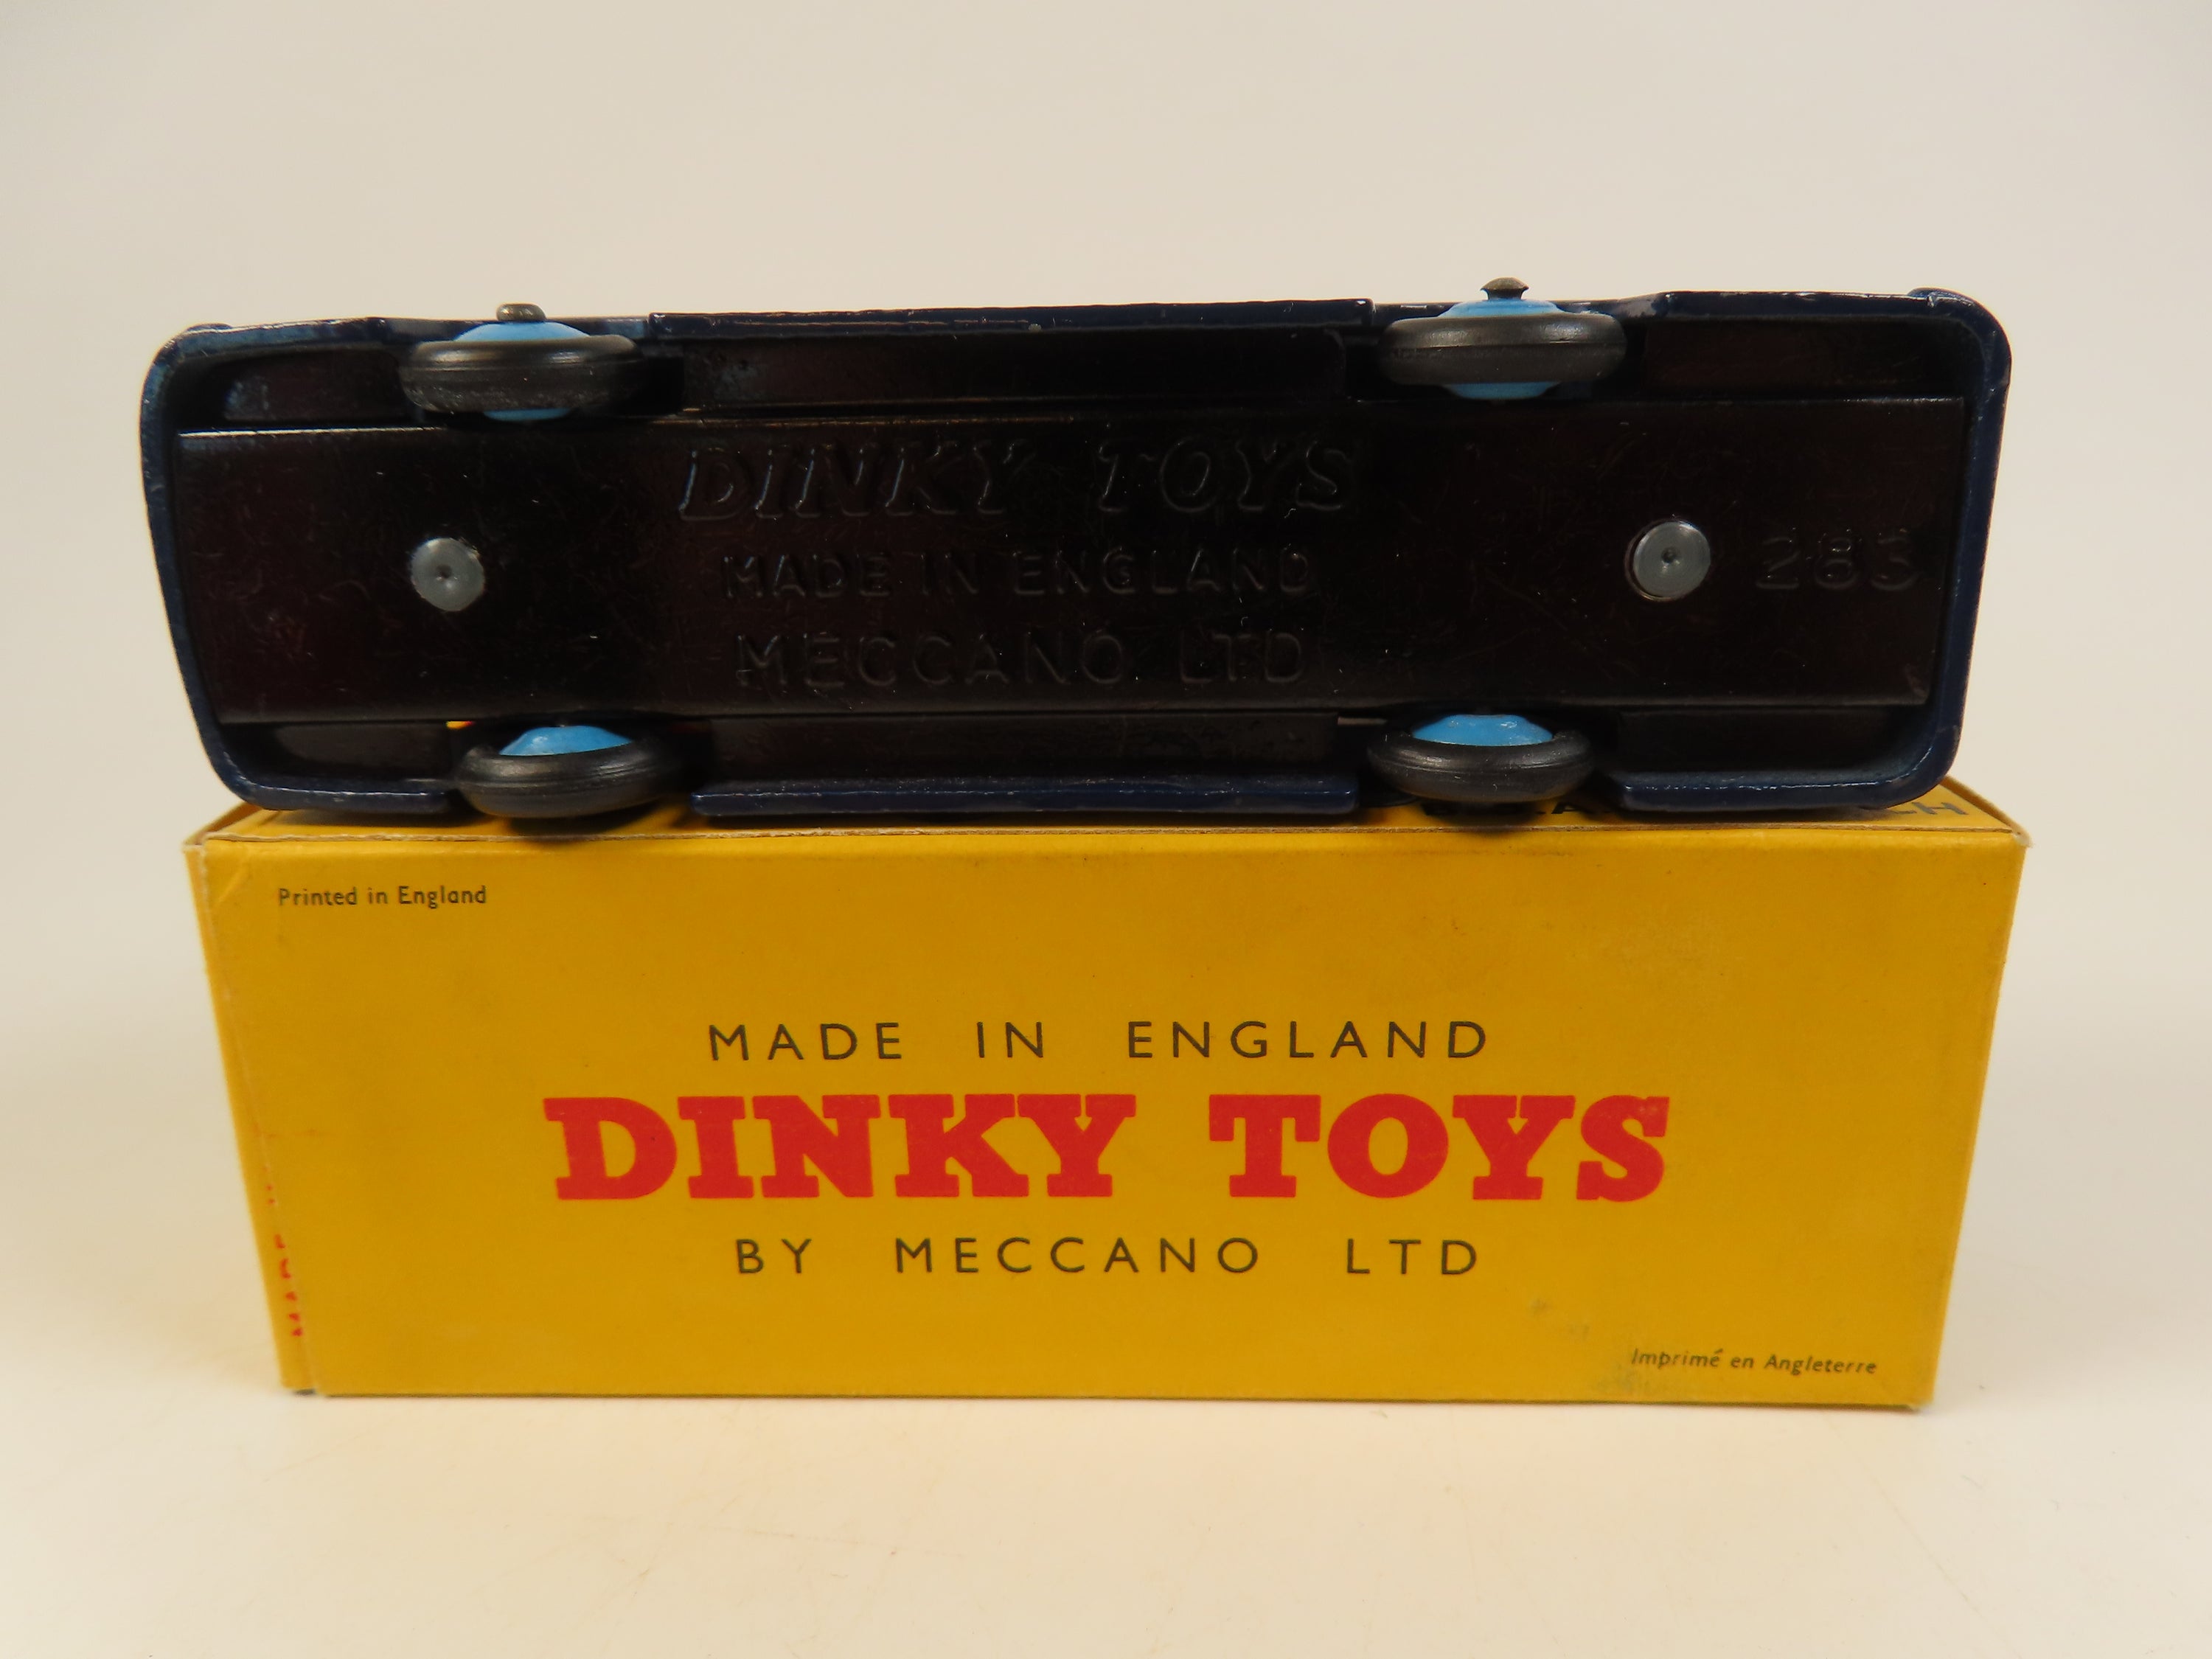 DINKY TOYS
MADE IN ENGLAND
MECCANO LTD
283
Printed in England
MADE IN ENGLAND
DINKY TOYS
BY MECCANO LTD
Imprimé en Angleterre